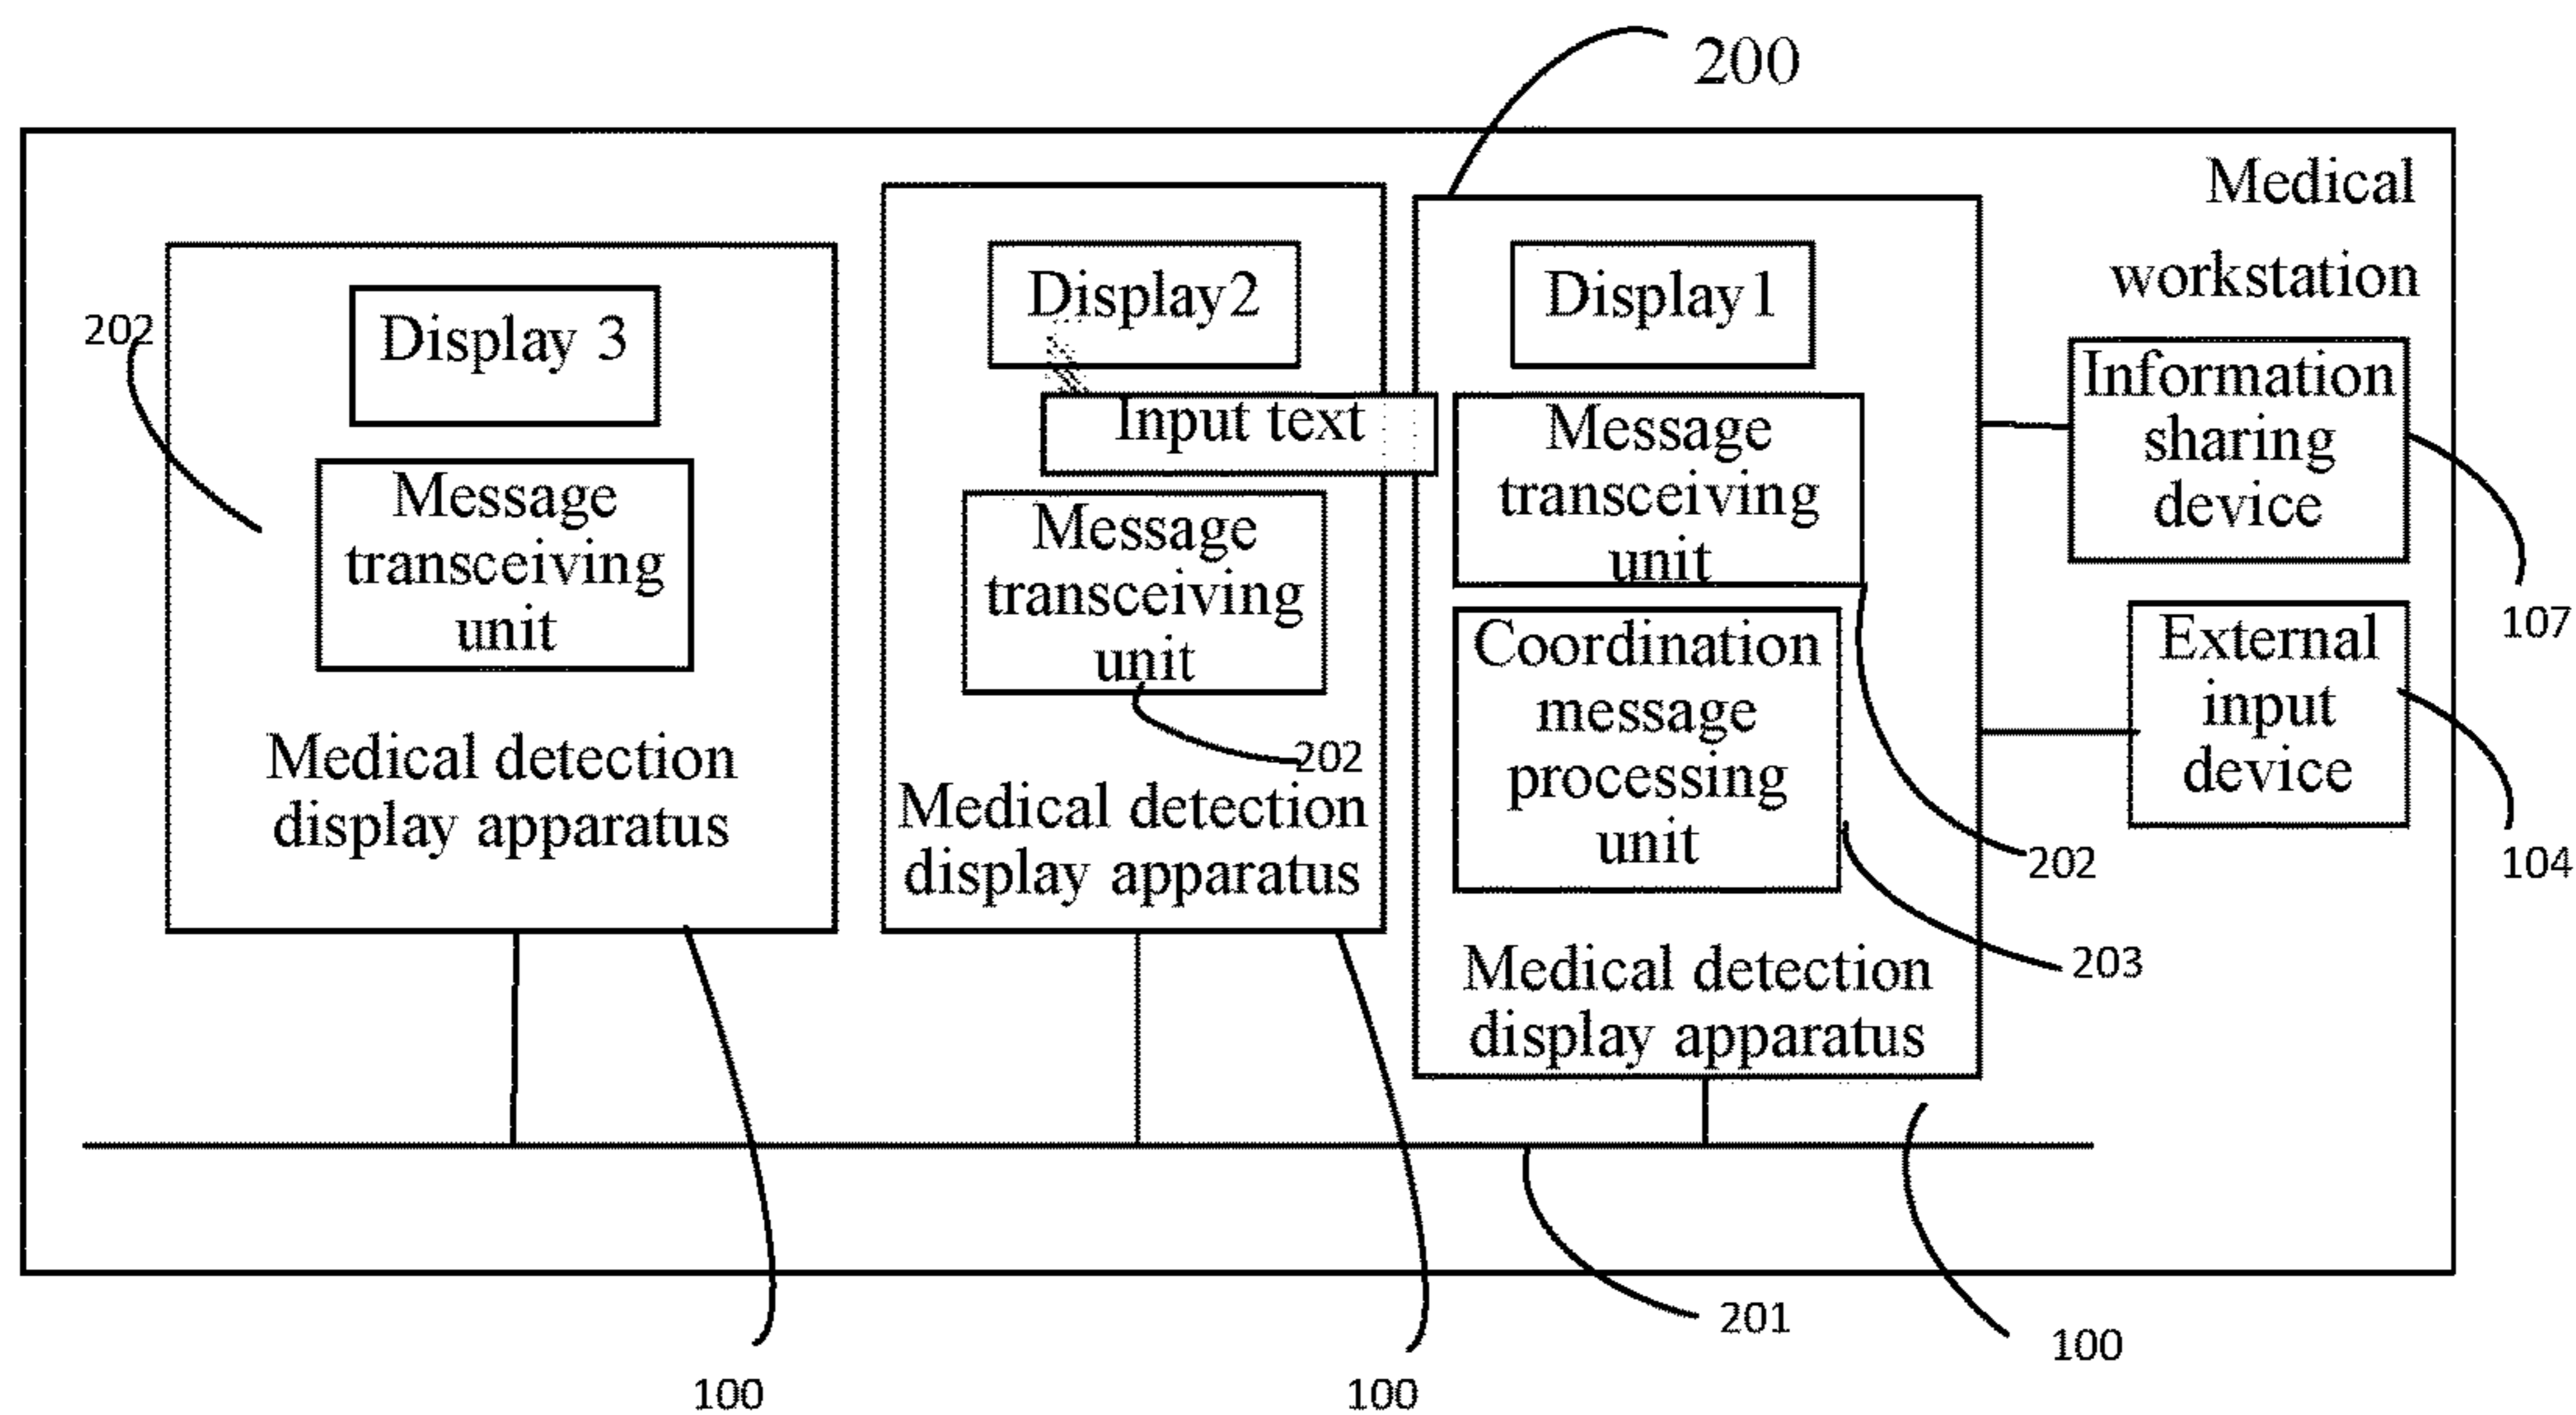 200
Medical
workstation
202
Display 3
Message
transceiving
unit
Medical detection
display apparatus
Display2
Input text
Message
transceiving
unit
202
Medical detection
display apparatus
Display1
Message
transceiving
unit
Coordination
message
processing
unit
202
203
Medical detection
display apparatus
Information
sharing
device
107
External
input
device
104
201
100
100
100